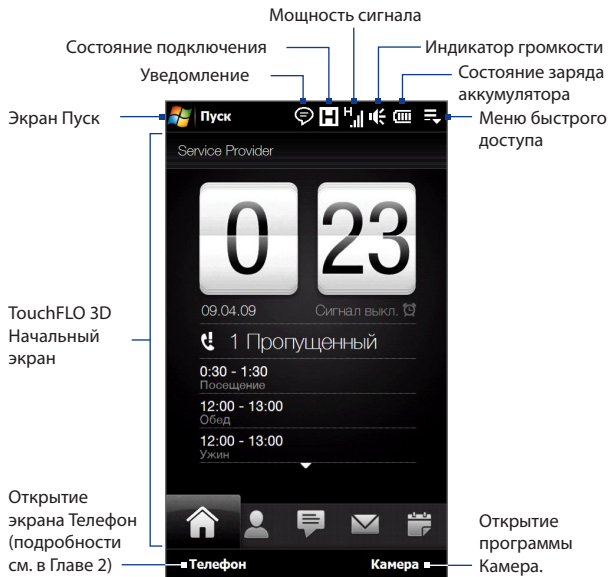 Мощность сигнала
Состояние подключения
Индикатор громкости
Уведомление
Состояние заряда
аккумулятора
Экран Пуск
Меню быстрого
доступа
Пуск
H
H
Service Provider
0 23
09.04.09
Сигнал выкл.
1 Пропущенный
0:30 - 1:30
Посещение
12:00 - 13:00
Обед
12:00 - 13:00
Ужин
TouchFLO 3D
Начальный
экран
Открытие
экрана Телефон
(подробности
см. в Главе 2)
Телефон
Камера
Открытие
программы
Камера.